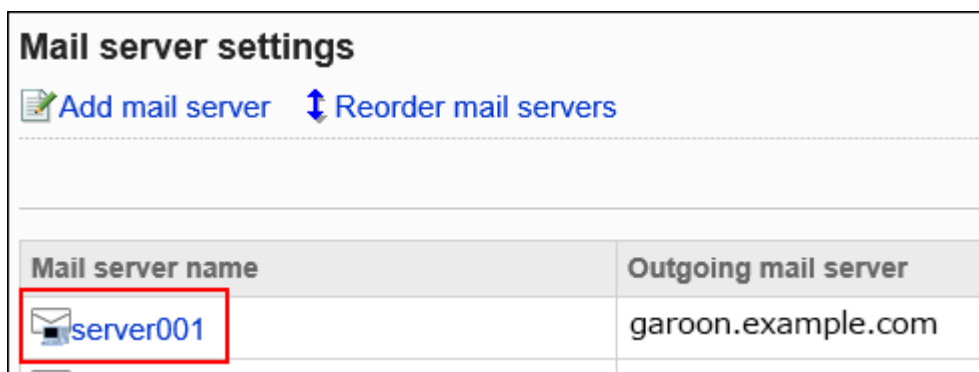 Mail server settings
Add mail server Reorder mail servers
Mail server name Outgoing mail server
server001 garoon.example.com